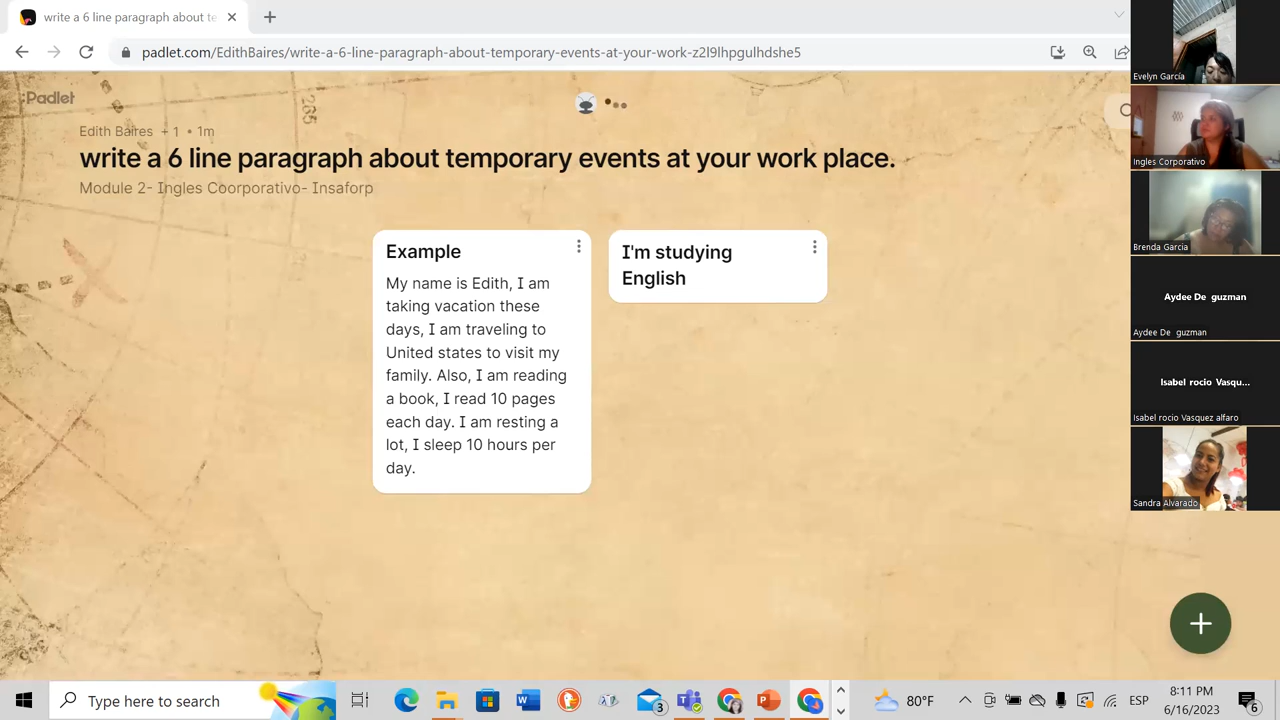 write a 6 line paragraph about te
padlet.com/EdithBaires/write-a-6-line-paragraph-about-temporary-events-at-your-work-z2l9lhpgulhdshe5
:Padlet
Edith Baires + 1 • 1m
write a 6 line paragraph about temporary events at your work place.
Module 2- Ingles Coorporativo- Insaforp
Example
My name is Edith, I am
taking vacation these
days, I am traveling to
United states to visit my
family. Also, I am reading
a book, I read 10 pages
each day. I am resting a
lot, I sleep 10 hours per
day.
I'm studying
English
265
Evelyn García
Ingles Corporativo
Brenda Garcia
Aydee De guzman
Aydee De guzman
Isabel rocio Vasqu...
Isabel rocio Vasquez alfaro
Sandra Alvarado
Type here to search
3
80°F
ESP
8:11 PM
6/16/2023
6